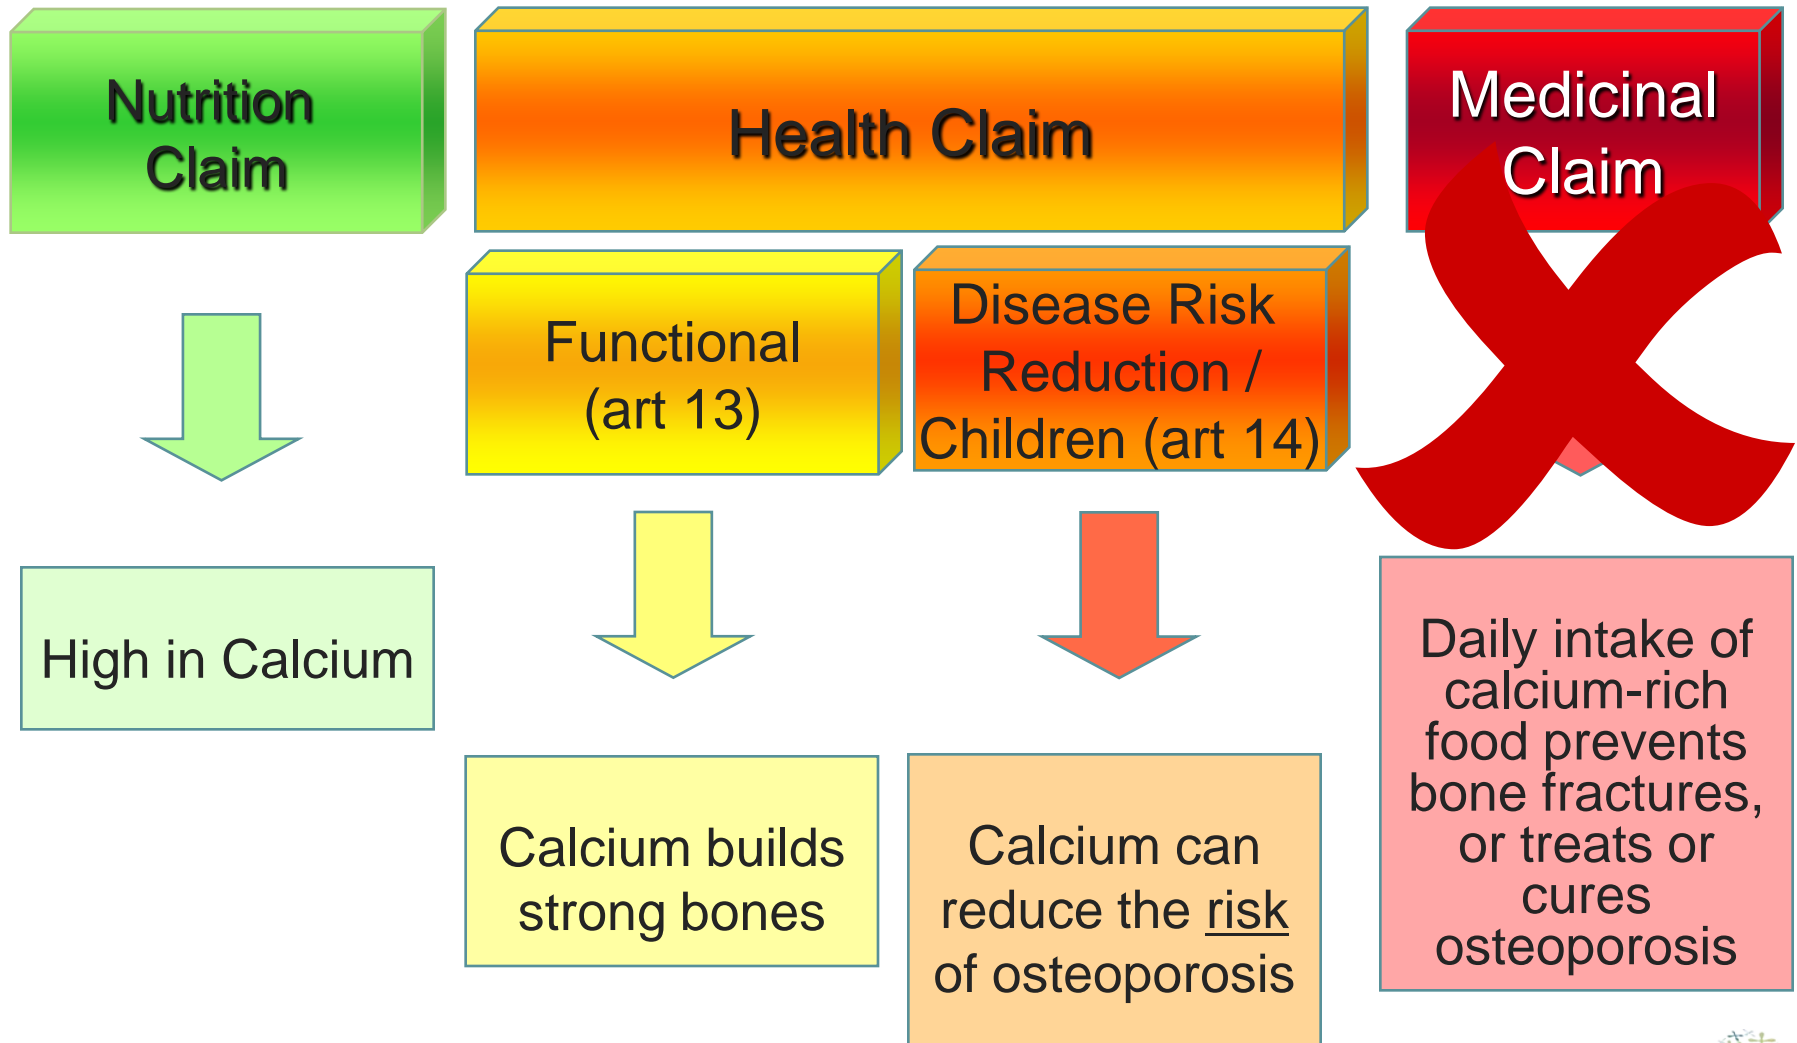 Nutrition
Claim
Health Claim
Medicinal
Claim
Functional
(art 13)
Disease Risk
Reduction /
Children (art 14)
High in Calcium
Calcium builds
strong bones
Calcium can
reduce the risk
of osteoporosis
Daily intake of
calcium-rich
food prevents
bone fractures,
or treats or
cures
osteoporosis